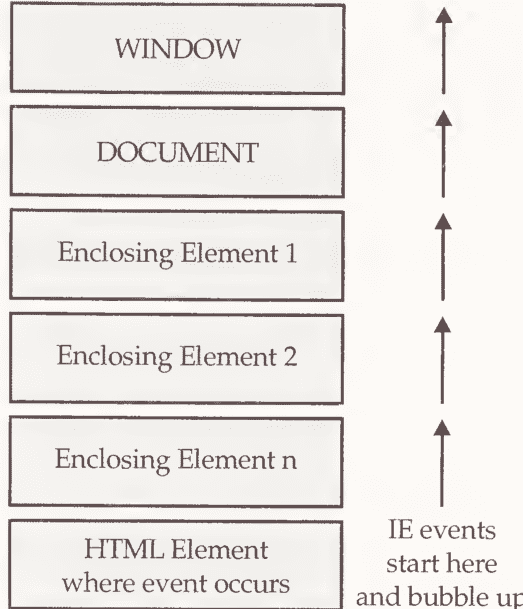 WINDOW
DOCUMENT
Enclosing Element 1
Enclosing Element 2
Enclosing Element n
HTML Element
where event occurs
IE events
start here
and bubble up